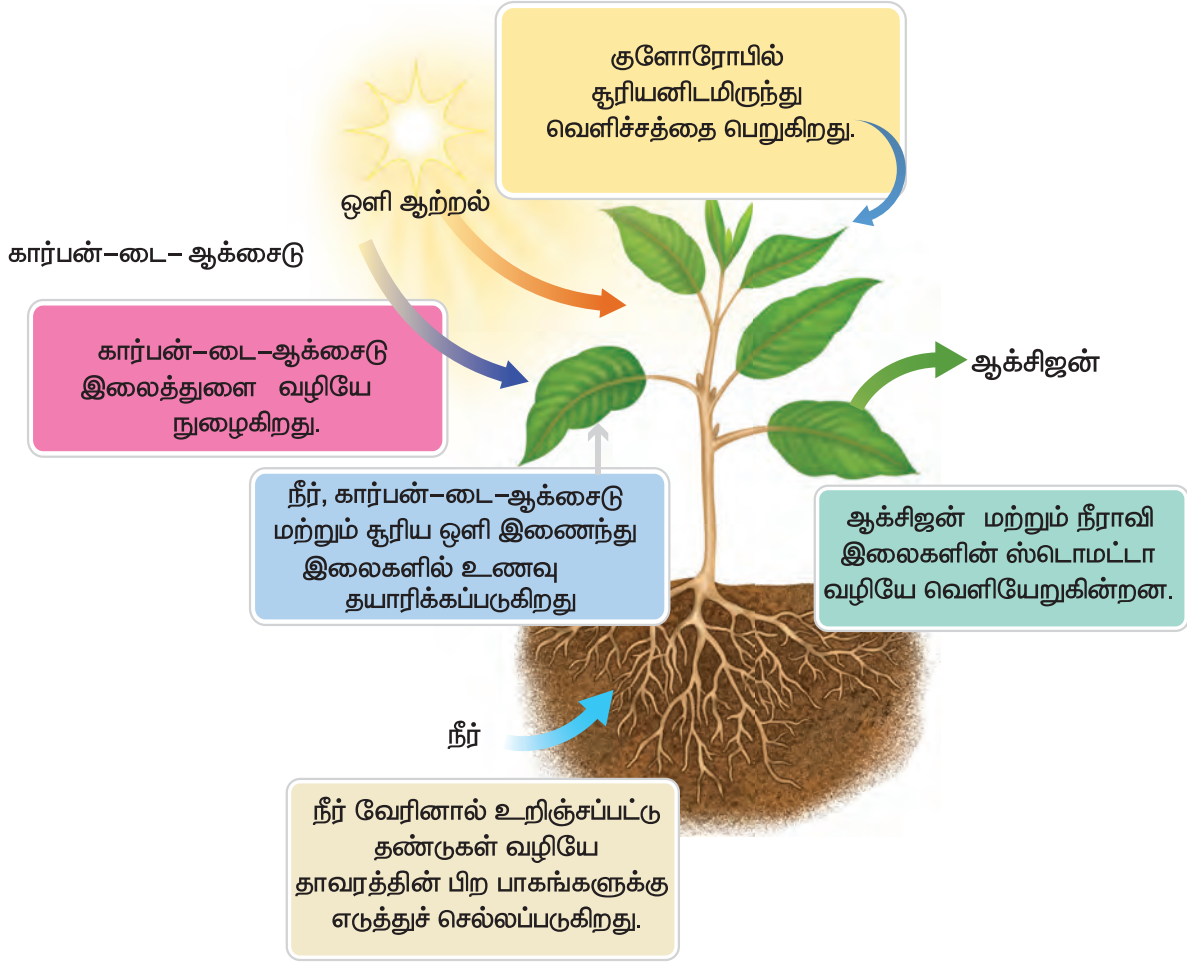 குளோரோபில்
சூரியனிடமிருந்து
வெளிச்சத்தை பெறுகிறது.
ஒளி ஆற்றல்
கார்பன்–டை– ஆக்சைடு
கார்பன்–டை–ஆக்சைடு
இலைத்துளை வழியே
நுழைகிறது.
ஆக்சிஜன்
நீர், கார்பன்–டை–ஆக்சைடு
மற்றும் சூரிய ஒளி இணைந்து
இலைகளில் உணவு
தயாரிக்கப்படுகிறது
ஆக்சிஜன் மற்றும் நீராவி
இலைகளின் ஸ்டொமட்டா
வழியே வெளியேறுகின்றன.
நீர்
நீர் வேரினால் உறிஞ்சப்பட்டு
தண்டுகள் வழியே
தாவரத்தின் பிற பாகங்களுக்கு
எடுத்துச் செல்லப்படுகிறது.